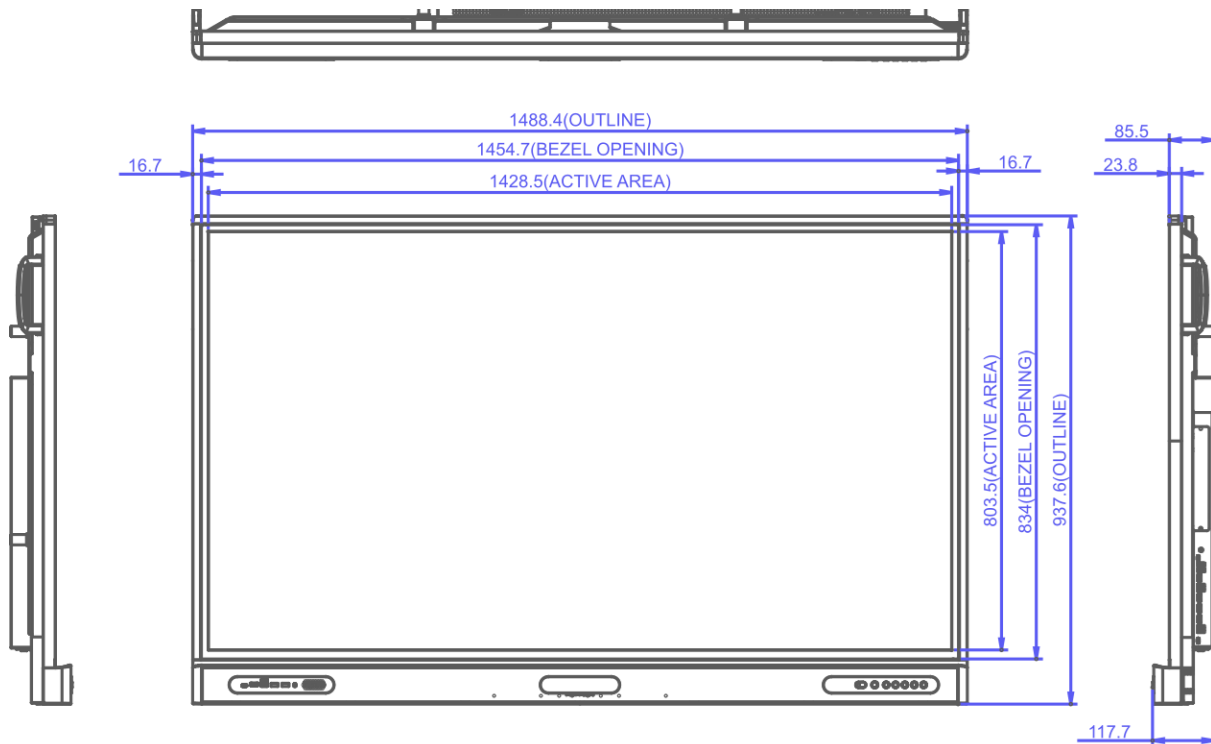 1488.4(OUTLINE)
85.5
1454.7(BEZEL OPENING)
16.7
16.7
23.8
1428.5(ACTIVE AREA)
803.5(ACTIVE AREA)
834(BEZEL OPENING)
937.6(OUTLINE)
117.7